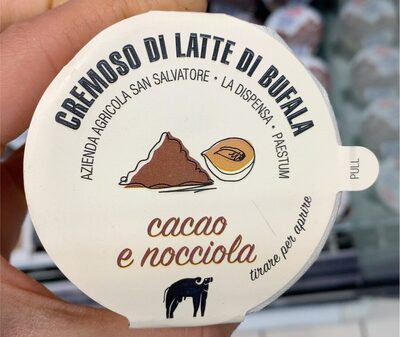 CREMOSO DI LATTE DI BUFALA
AZIENDA AGRICOLA SAN SALVATORE • LA DISPENSA • PAESTUM
PULL
cacao
e nocciola
tirare per aprire